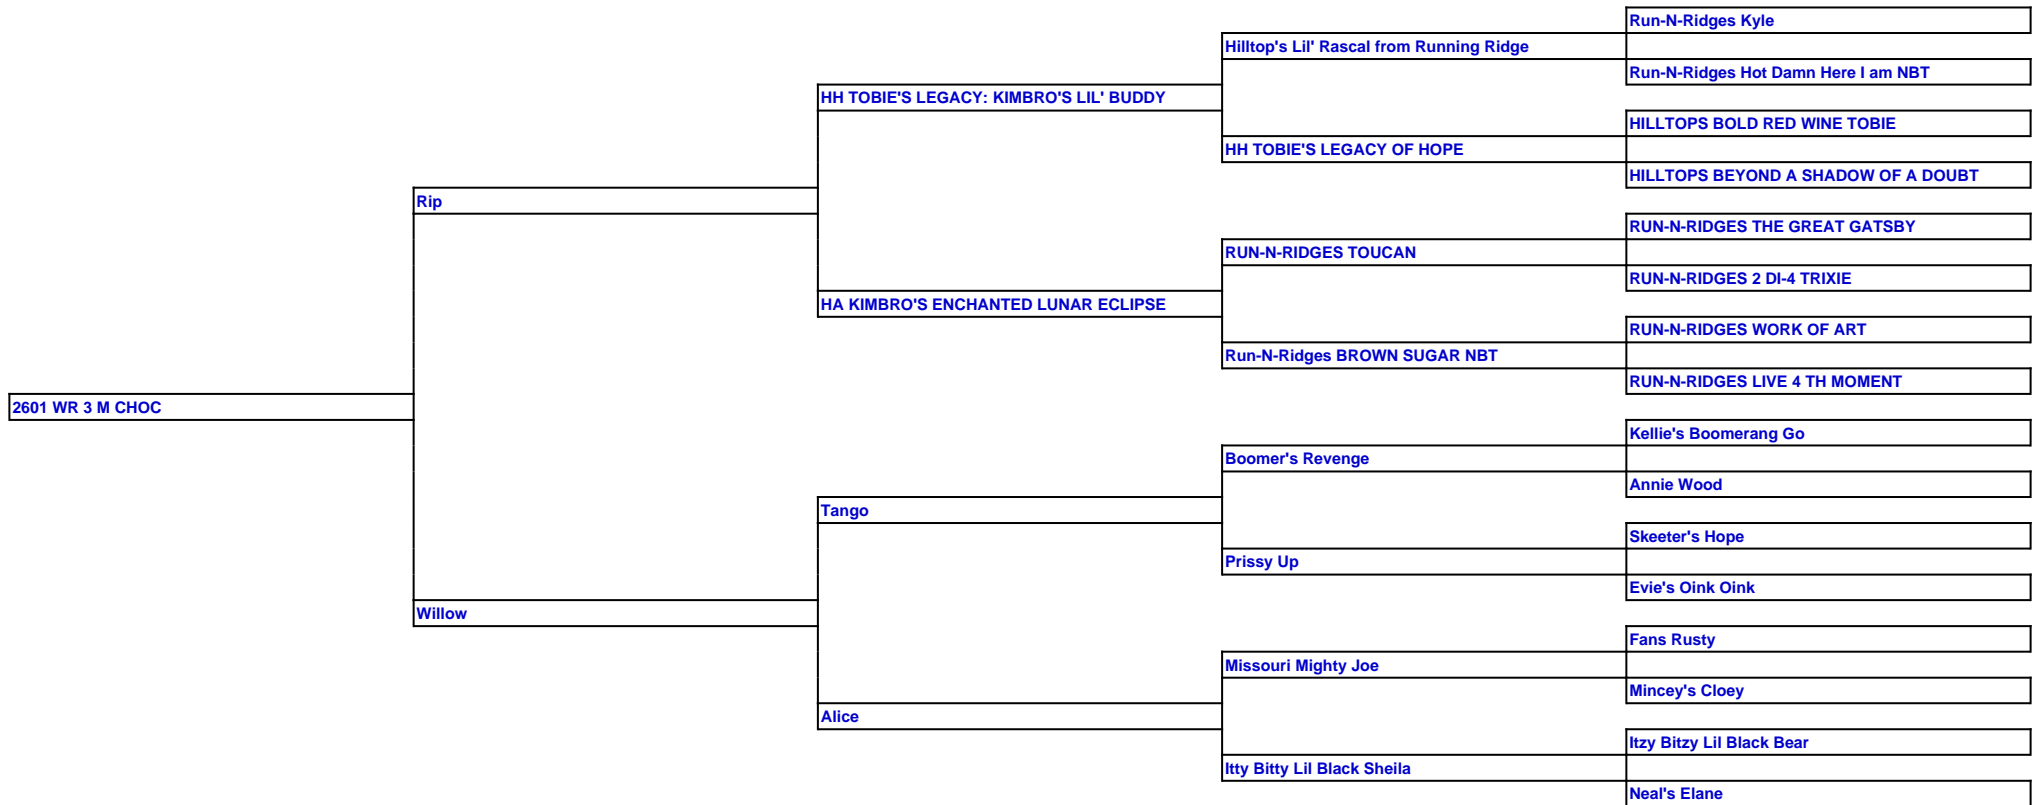 Run-N-Ridges Kyle
Hilltop's Lil' Rascal from Running Ridge
Run-N-Ridges Hot Damn Here I am NBT
HH TOBIE'S LEGACY: KIMBRO'S LIL' BUDDY
HILLTOPS BOLD RED WINE TOBIE
HH TOBIE'S LEGACY OF HOPE
HILLTOPS BEYOND A SHADOW OF A DOUBT
Rip
RUN-N-RIDGES THE GREAT GATSBY
RUN-N-RIDGES TOUCAN
RUN-N-RIDGES 2 DI-4 TRIXIE
HA KIMBRO'S ENCHANTED LUNAR ECLIPSE
RUN-N-RIDGES WORK OF ART
Run-N-Ridges BROWN SUGAR NBT
RUN-N-RIDGES LIVE 4 TH MOMENT
2601 WR 3 M CHOC
Kellie's Boomerang Go
Boomer's Revenge
Annie Wood
Tango
Skeeter's Hope
Prissy Up
Evie's Oink Oink
Willow
Fans Rusty
Missouri Mighty Joe
Mincey's Cloey
Alice
Itzy Bitzy Lil Black Bear
Itty Bitty Lil Black Sheila
Neal's Elane